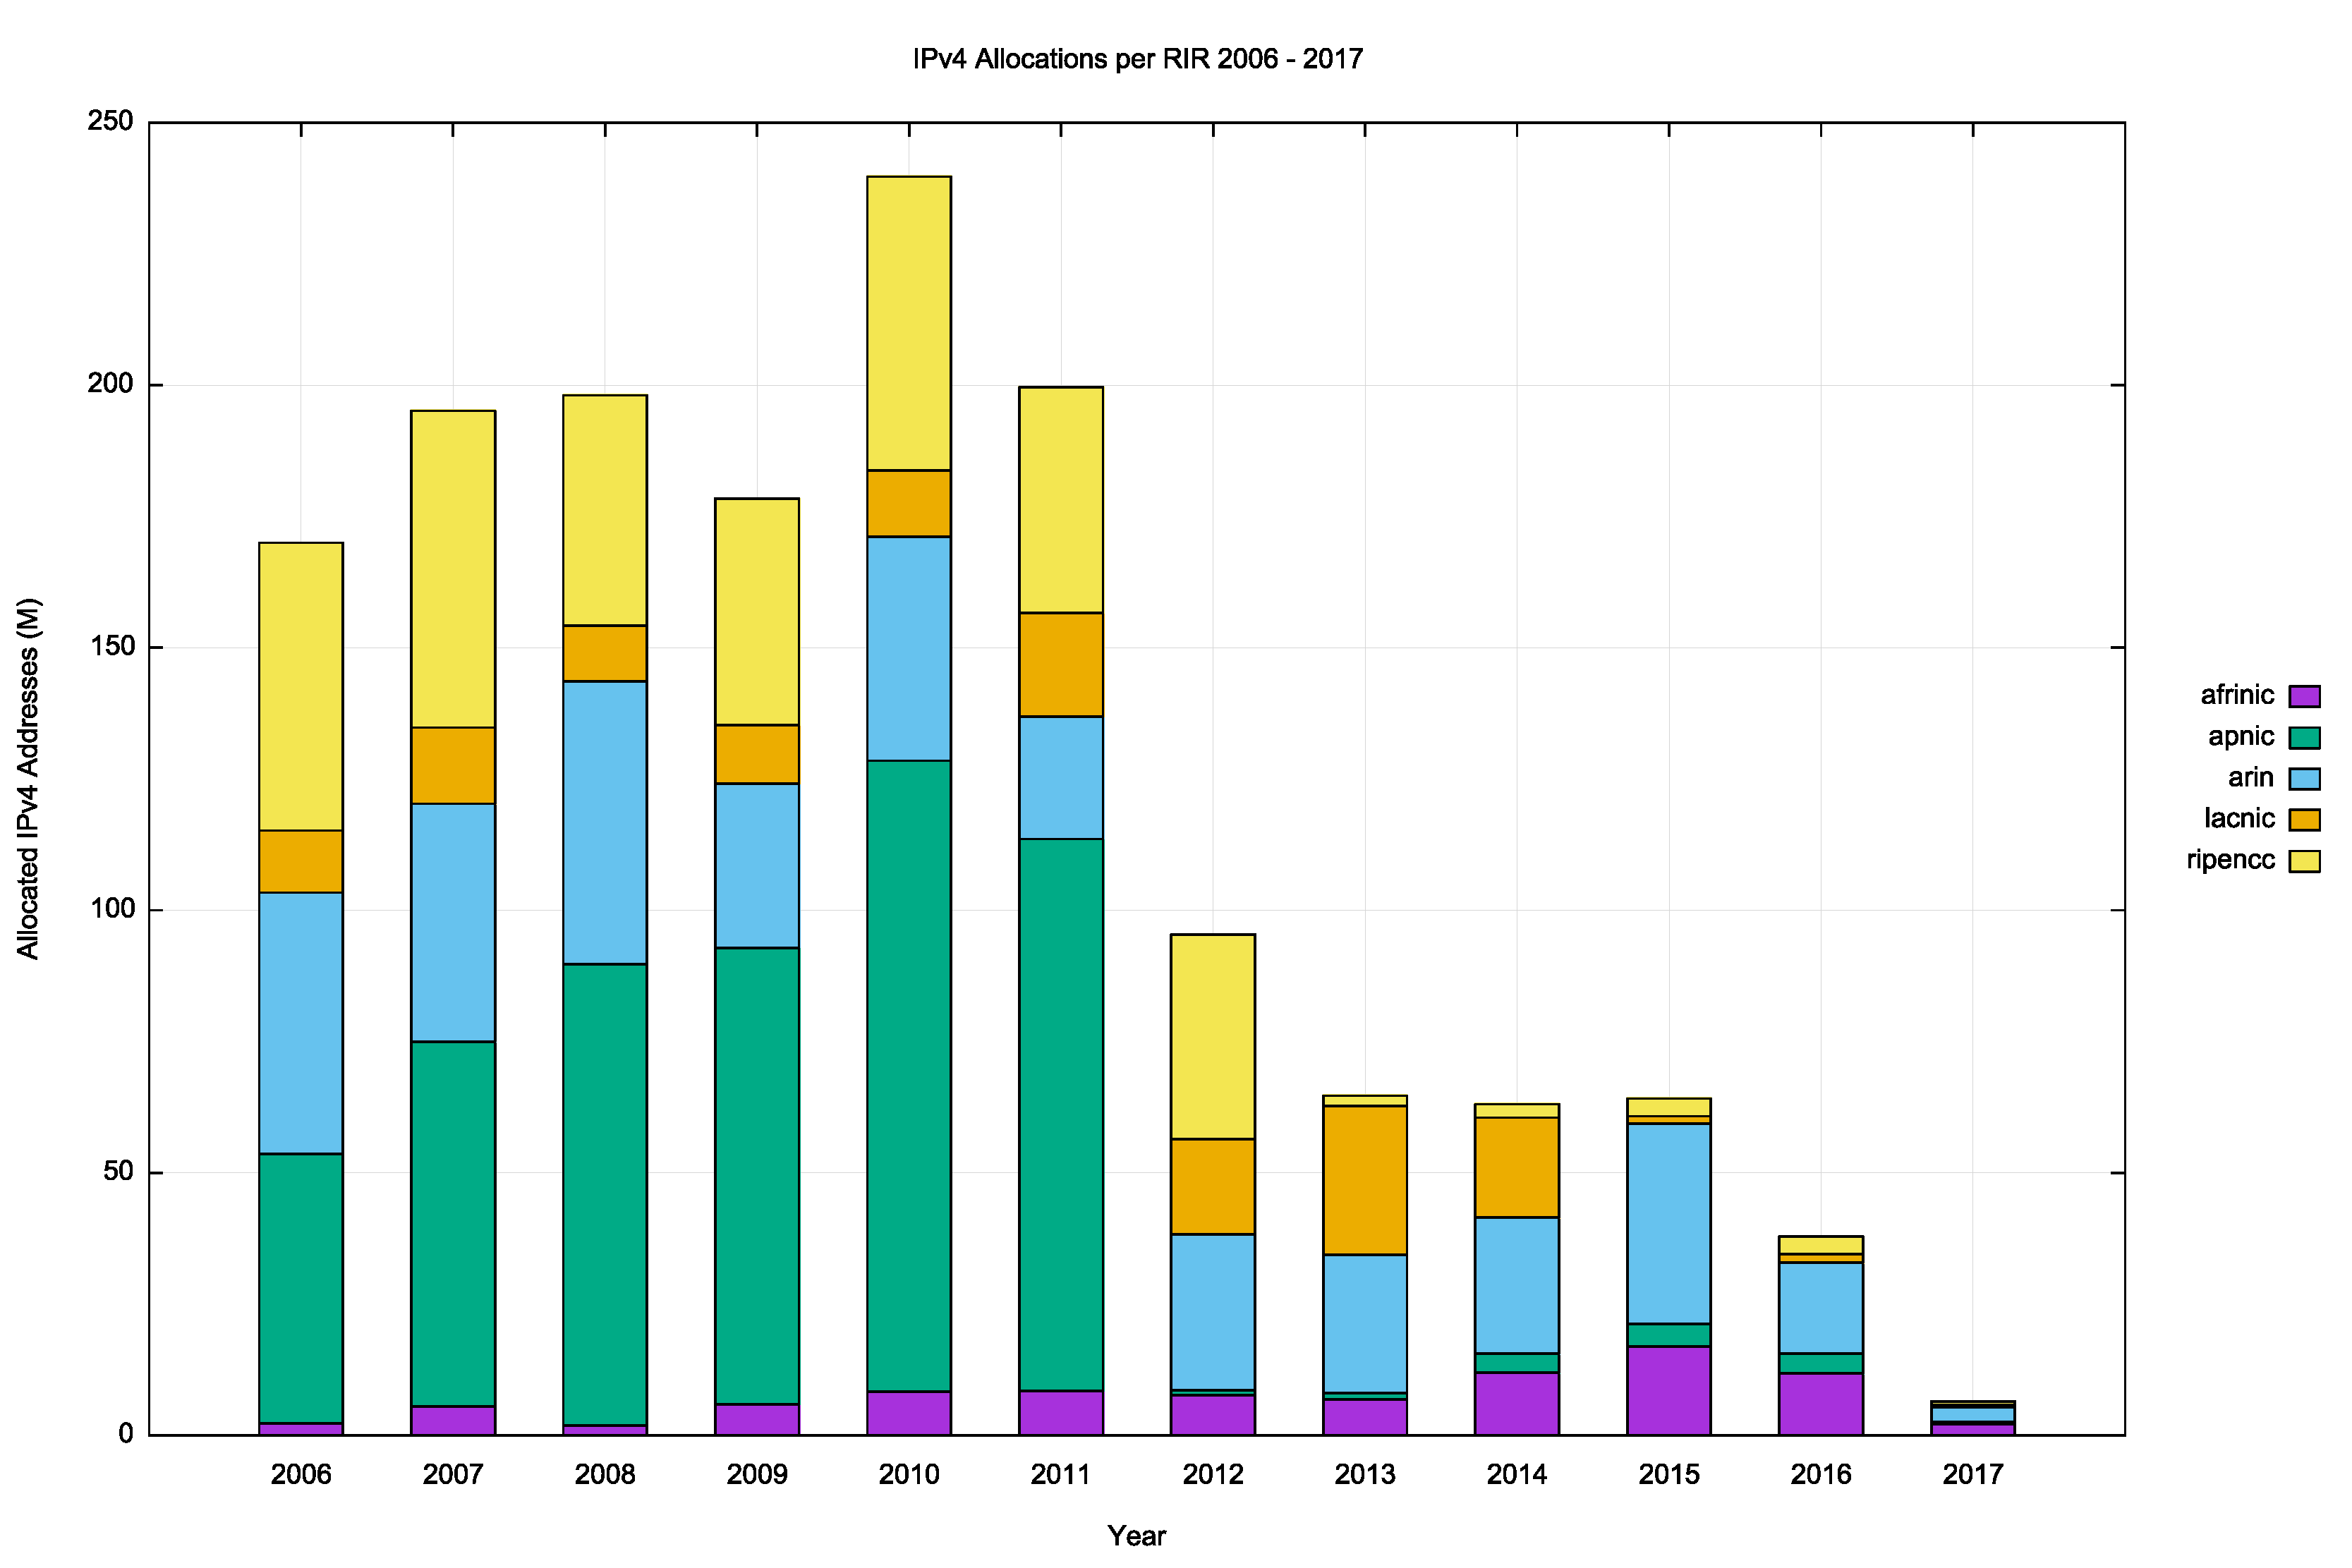 IPv4 Allocations per RIR 2006 - 2017
250
200
150
100
50
0
Allocated IPv4 Addresses (M)
2006 2007 2008 2009 2010 2011 2012 2013 2014 2015 2016 2017
Year
afrinic
apnic
arin
lacnic
ripencc